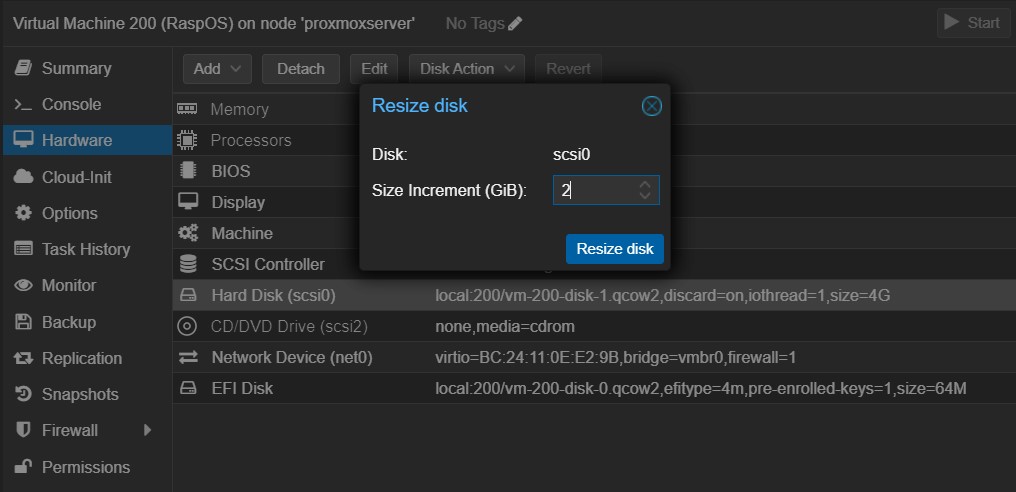 Virtual Machine 200 (RaspOS) on node 'proxmoxserver' No Tags Start
Summary
Console
Hardware
Cloud-Init
Options
Task History
Monitor
Backup
Replication
Snapshots
Firewall
Permissions
Add Detach Edit Disk Action Revert
Memory
Processors
BIOS
Display
Machine
SCSI Controller
Hard Disk (scsi0) local:200/vm-200-disk-1.qcow2,discard=on,iothread=1,size=4G
CD/DVD Drive (scsi2) none,media=cdrom
Network Device (net0) virtio=BC:24:11:0E:E2:9B,bridge=vmbr0,firewall=1
EFI Disk local:200/vm-200-disk-0.qcow2,efitype=4m,pre-enrolled-keys=1,size=64M
Resize disk
Disk: scsi0
Size Increment (GiB): 2
Resize disk